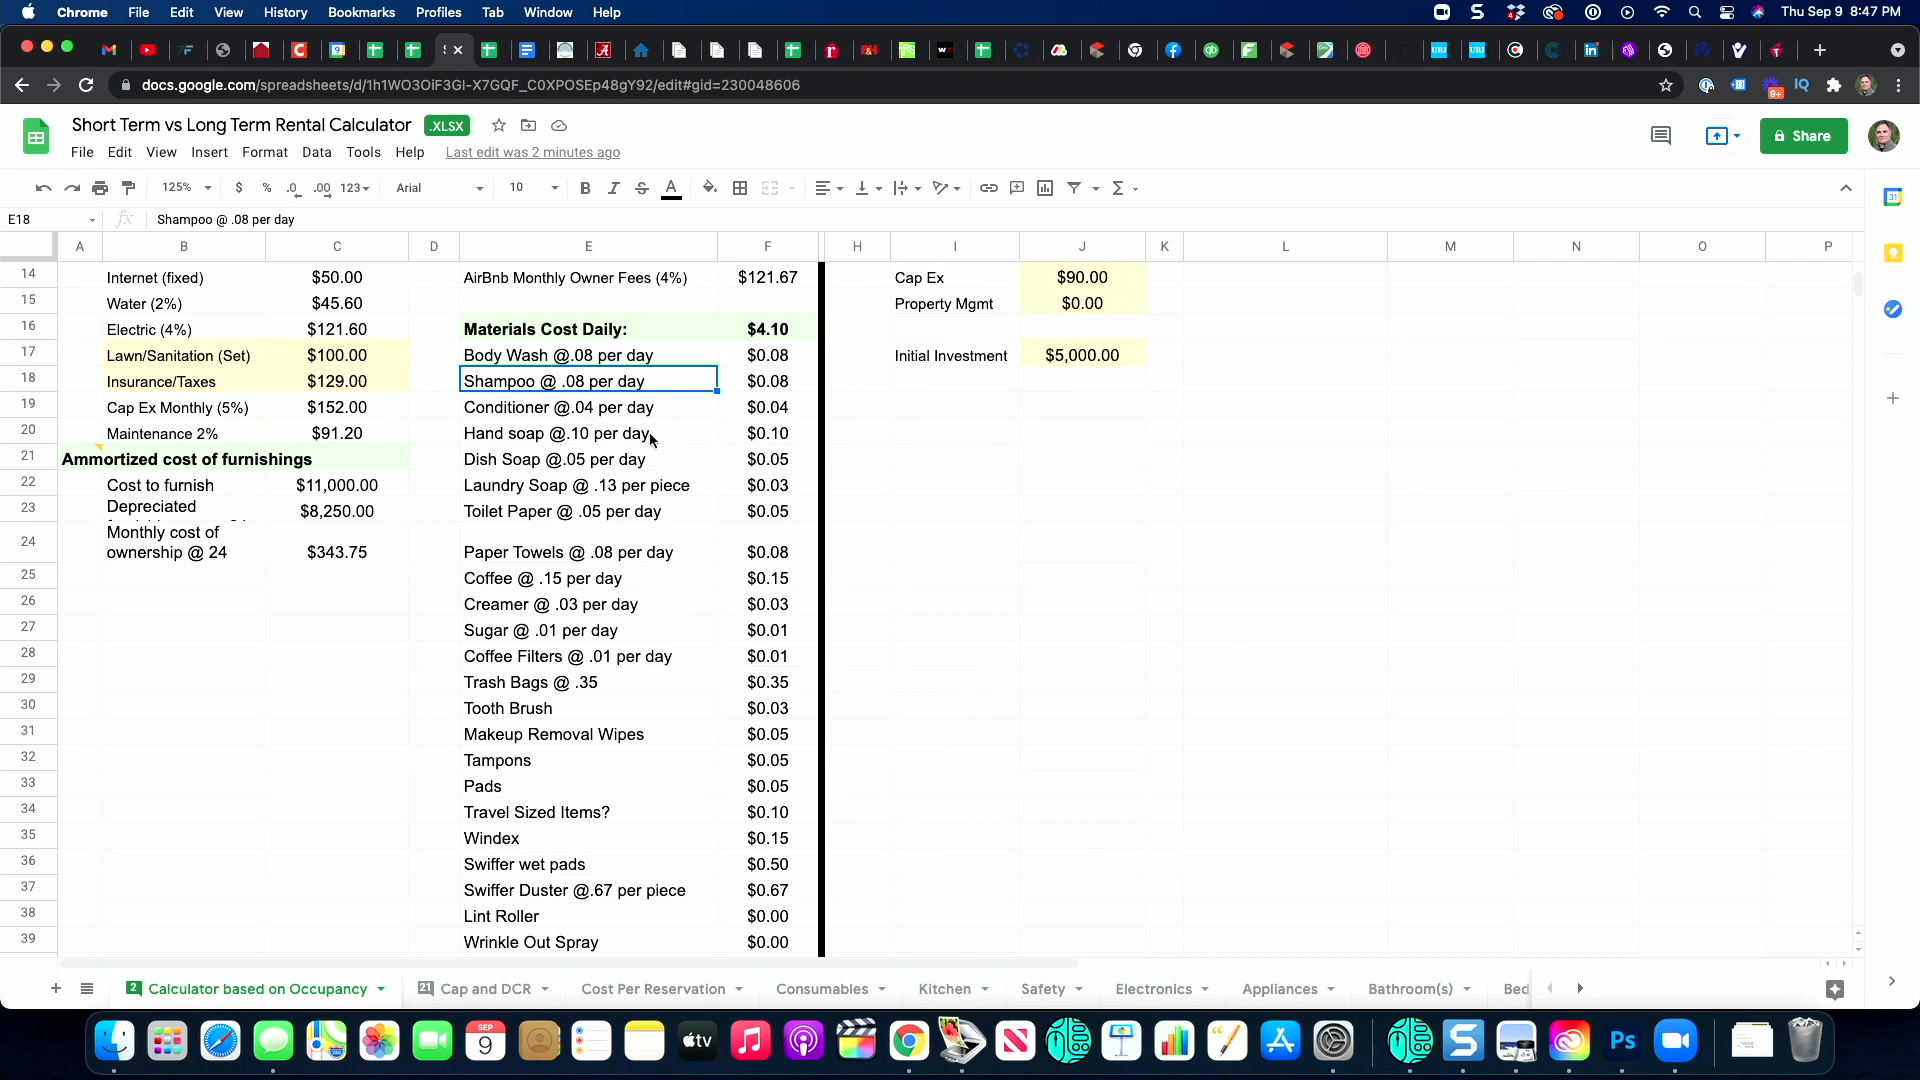 Chrome File Edit View History Bookmarks Profiles Tab Window Help Thu Sep 9 8:47 PM
docs.google.com/spreadsheets/d/1h1WO3OiF3GI-X7GQF_C0XPOSEp48gY92/edit#gid=230048606
Short Term vs Long Term Rental Calculator .XLSX
Share
File Edit View Insert Format Data Tools Help Last edit was 2 minutes ago
125% $ % .0 .00 123 Arial 10 B I S A
E18 fx Shampoo @ .08 per day
A B C D E F H I J K L M N O P
14 Internet (fixed) $50.00 AirBnb Monthly Owner Fees (4%) $121.67 Cap Ex $90.00
15 Water (2%) $45.60 Property Mgmt $0.00
16 Electric (4%) $121.60 Materials Cost Daily: $4.10
17 Lawn/Sanitation (Set) $100.00 Body Wash @.08 per day $0.08 Initial Investment $5,000.00
18 Insurance/Taxes $129.00 Shampoo @ .08 per day $0.08
19 Cap Ex Monthly (5%) $152.00 Conditioner @.04 per day $0.04
20 Maintenance 2% $91.20 Hand soap @.10 per day $0.10
21 Ammortized cost of furnishings Dish Soap @.05 per day $0.05
22 Cost to furnish $11,000.00 Laundry Soap @ .13 per piece $0.03
23 Depreciated $8,250.00 Toilet Paper @ .05 per day $0.05
Monthly cost of
24 ownership @ 24 $343.75 Paper Towels @ .08 per day $0.08
25 Coffee @ .15 per day $0.15
26 Creamer @ .03 per day $0.03
27 Sugar @ .01 per day $0.01
28 Coffee Filters @ .01 per day $0.01
29 Trash Bags @ .35 $0.35
30 Tooth Brush $0.03
31 Makeup Removal Wipes $0.05
32 Tampons $0.05
33 Pads $0.05
34 Travel Sized Items? $0.10
35 Windex $0.15
36 Swiffer wet pads $0.50
37 Swiffer Duster @.67 per piece $0.67
38 Lint Roller $0.00
39 Wrinkle Out Spray $0.00
2 Calculator based on Occupancy 21 Cap and DCR Cost Per Reservation Consumables Kitchen Safety Electronics Appliances Bathroom(s) Bed
SEP
9
tv
S
Ps